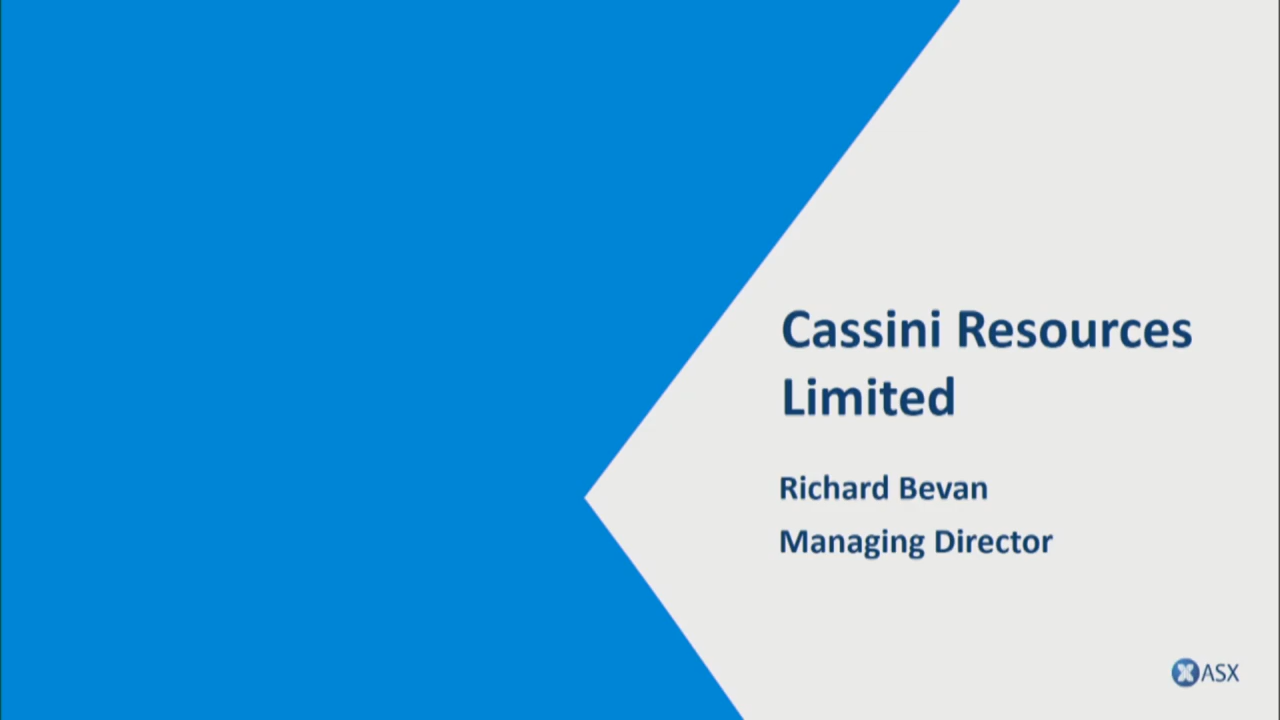 Cassini Resources
Limited
Richard Bevan
Managing Director
ASX